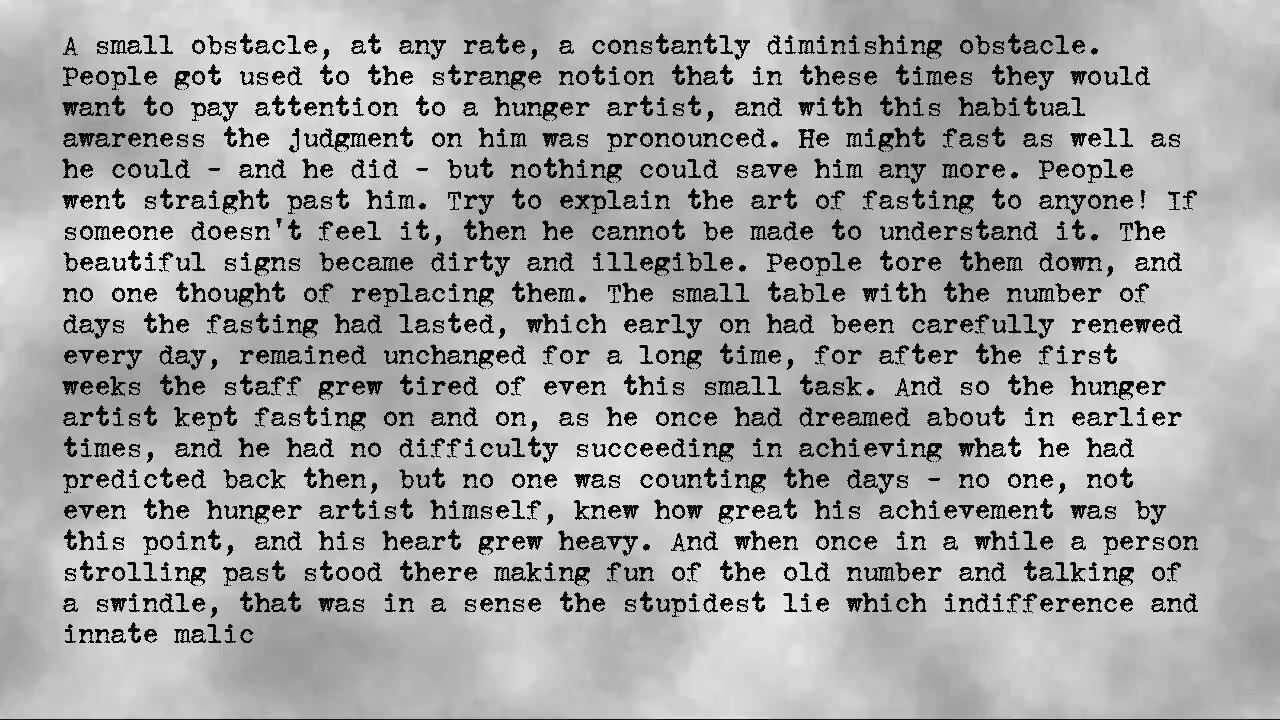 A small obstacle, at any rate, a constantly diminishing obstacle.
People got used to the strange notion that in these times they would
want to pay attention to a hunger artist, and with this habitual
awareness the judgment on him was pronounced. He might fast as well as
he could - and he did - but nothing could save him any more. People
went straight past him. Try to explain the art of fasting to anyone! If
someone doesn't feel it, then he cannot be made to understand it. The
beautiful signs became dirty and illegible. People tore them down, and
no one thought of replacing them. The small table with the number of
days the fasting had lasted, which early on had been carefully renewed
every day, remained unchanged for a long time, for after the first
weeks the staff grew tired of even this small task. And so the hunger
artist kept fasting on and on, as he once had dreamed about in earlier
times, and he had no difficulty succeeding in achieving what he had
predicted back then, but no one was counting the days - no one, not
even the hunger artist himself, knew how great his achievement was by
this point, and his heart grew heavy. And when once in a while a person
strolling past stood there making fun of the old number and talking of
a swindle, that was in a sense the stupidest lie which indifference and
innate malic